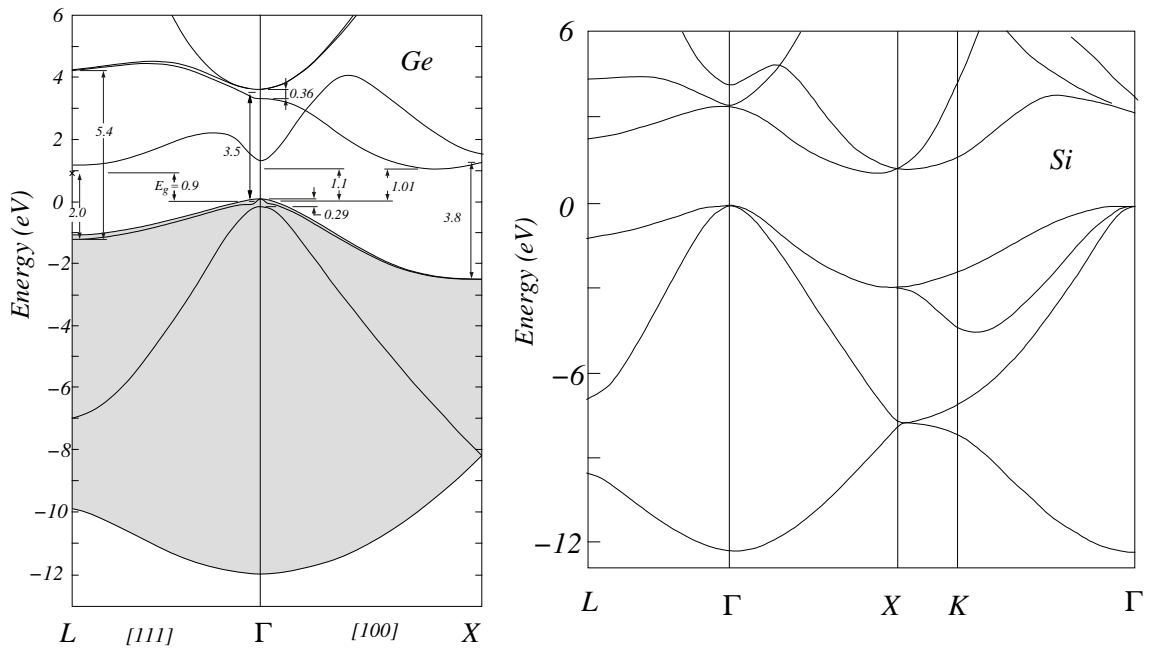 6
4
2
0
−2
−4
−6
−8
−10
−12
Energy (eV)
Ge
0.36
5.4
3.5
E_g = 0.9
1.1
1.01
2.0
0.29
3.8
L
[111]
Γ
[100]
X
6
0
−6
−12
Energy (eV)
Si
L
Γ
X
K
Γ